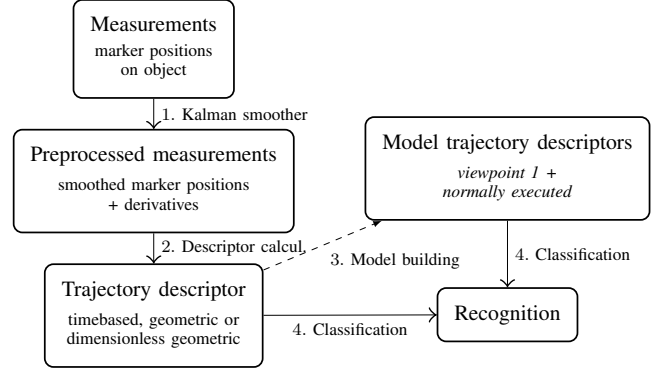 Measurements
marker positions
on object
1. Kalman smoother
Preprocessed measurements
smoothed marker positions
+ derivatives
2. Descriptor calcul.
Trajectory descriptor
timebased, geometric or
dimensionless geometric
3. Model building
Model trajectory descriptors
viewpoint 1 +
normally executed
4. Classification
4. Classification
Recognition